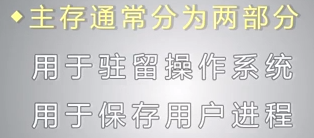 ◆主存通常分为两部分
用于驻留操作系统
用于保存用户进程